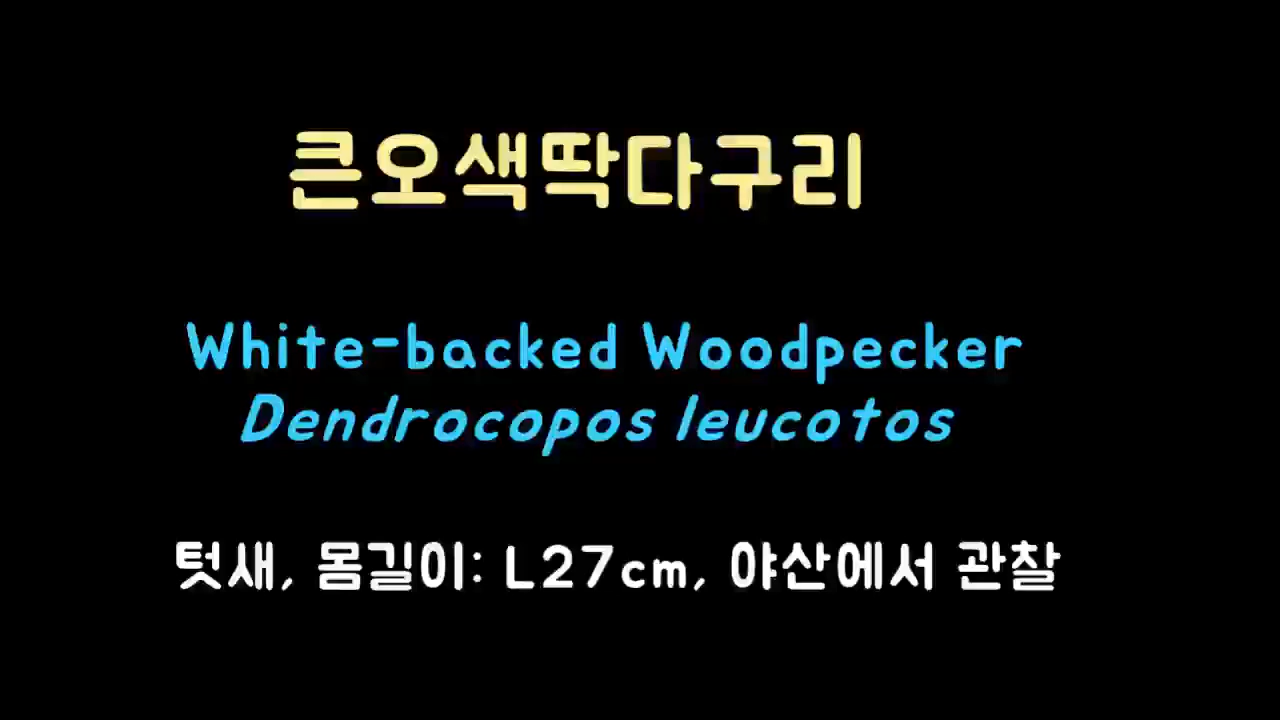 큰오색딱다구리
White-backed Woodpecker
Dendrocopos leucotos
텃새, 몸길이: L27cm, 야산에서 관찰